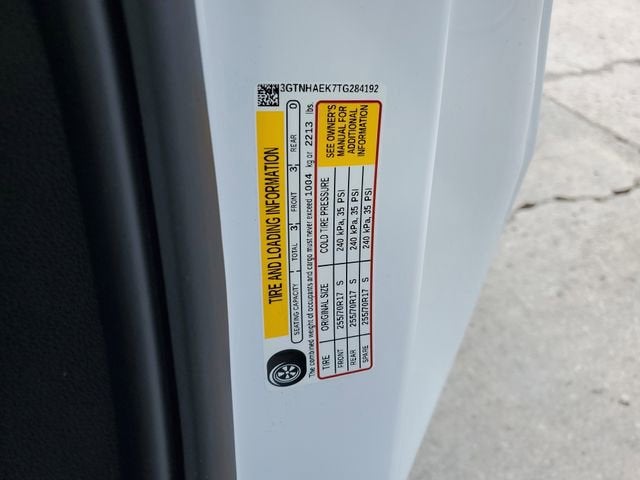 3GTNHAEK7TG284192
TIRE AND LOADING INFORMATION
SEATING CAPACITY TOTAL 3 FRONT 3 REAR 0
The combined weight of occupants and cargo must never exceed 1004 kg or 2213 lbs.
TIRE ORIGINAL SIZE COLD TIRE PRESSURE
FRONT 255/70R17 S 240 kPa, 35 PSI
REAR 255/70R17 S 240 kPa, 35 PSI
SPARE 255/70R17 S 240 kPa, 35 PSI
SEE OWNER'S
MANUAL FOR
ADDITIONAL
INFORMATION